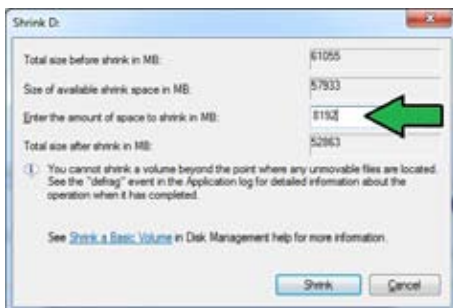 Shrink D:
Total size before shrink in MB: 61055
Size of available shrink space in MB: 57933
Enter the amount of space to shrink in MB: 8192
Total size after shrink in MB: 52863
You cannot shrink a volume beyond the point where any unmovable files are located.
See the "defrag" event in the Application log for detailed information about the
operation when it has completed.
See Shrink a Basic Volume in Disk Management help for more information.
Shrink Cancel